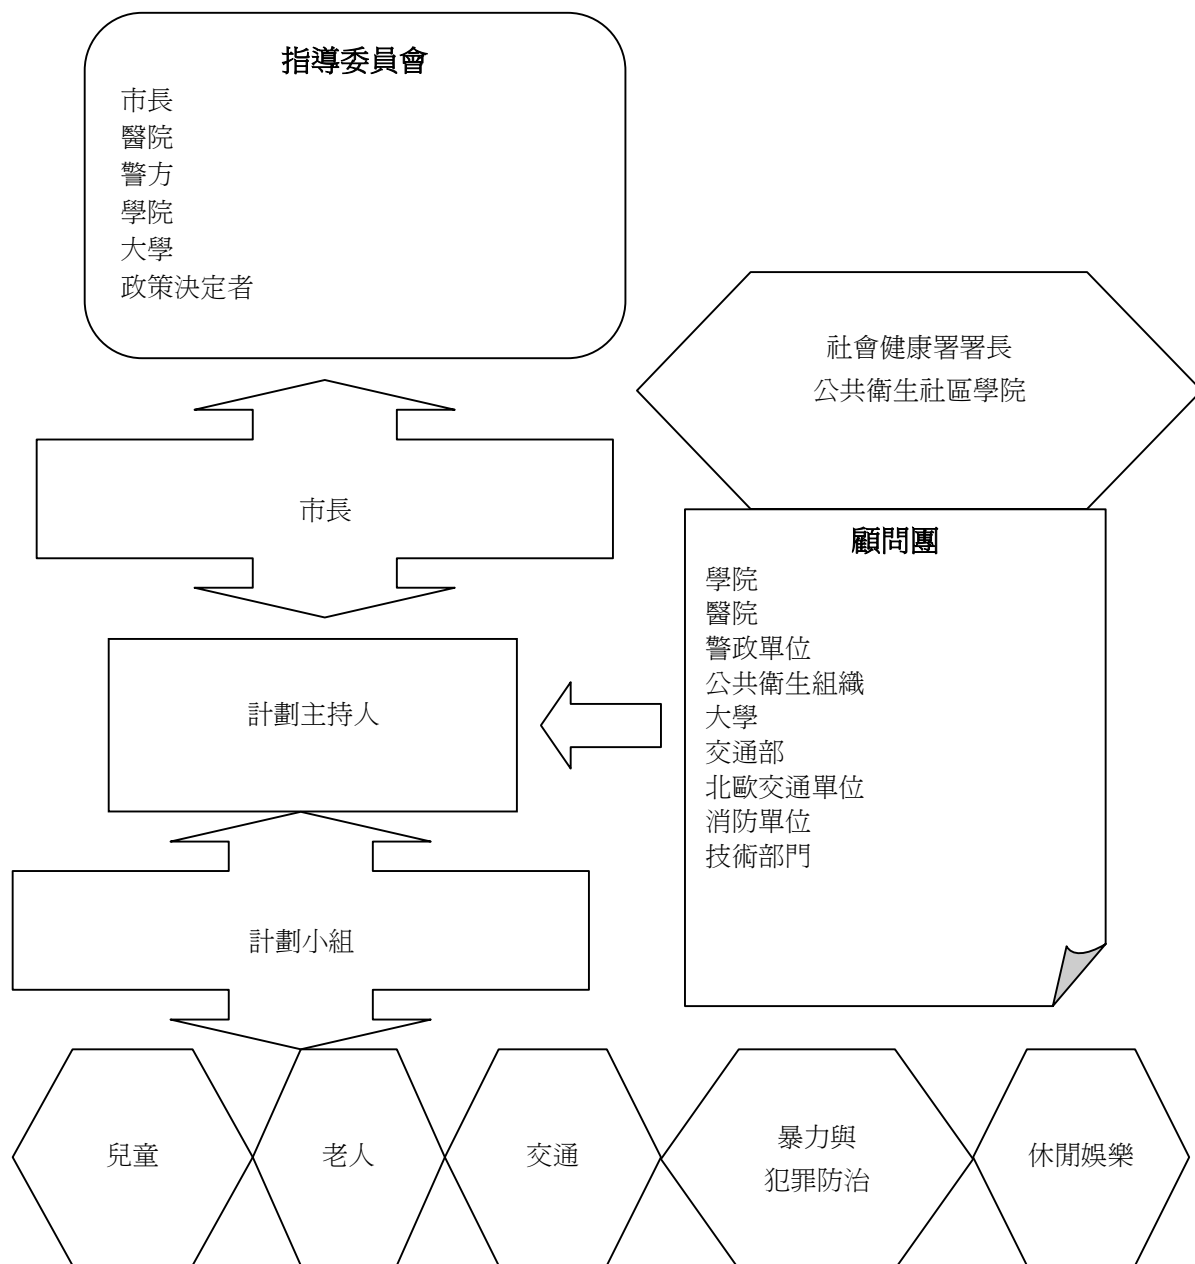 指導委員會
市長
醫院
警方
學院
大學
政策決定者
社會健康署署長
公共衛生社區學院
市長
顧問團
學院
醫院
警政單位
公共衛生組織
大學
交通部
北歐交通單位
消防單位
技術部門
計劃主持人
計劃小組
兒童
老人
交通
暴力與
犯罪防治
休閒娛樂